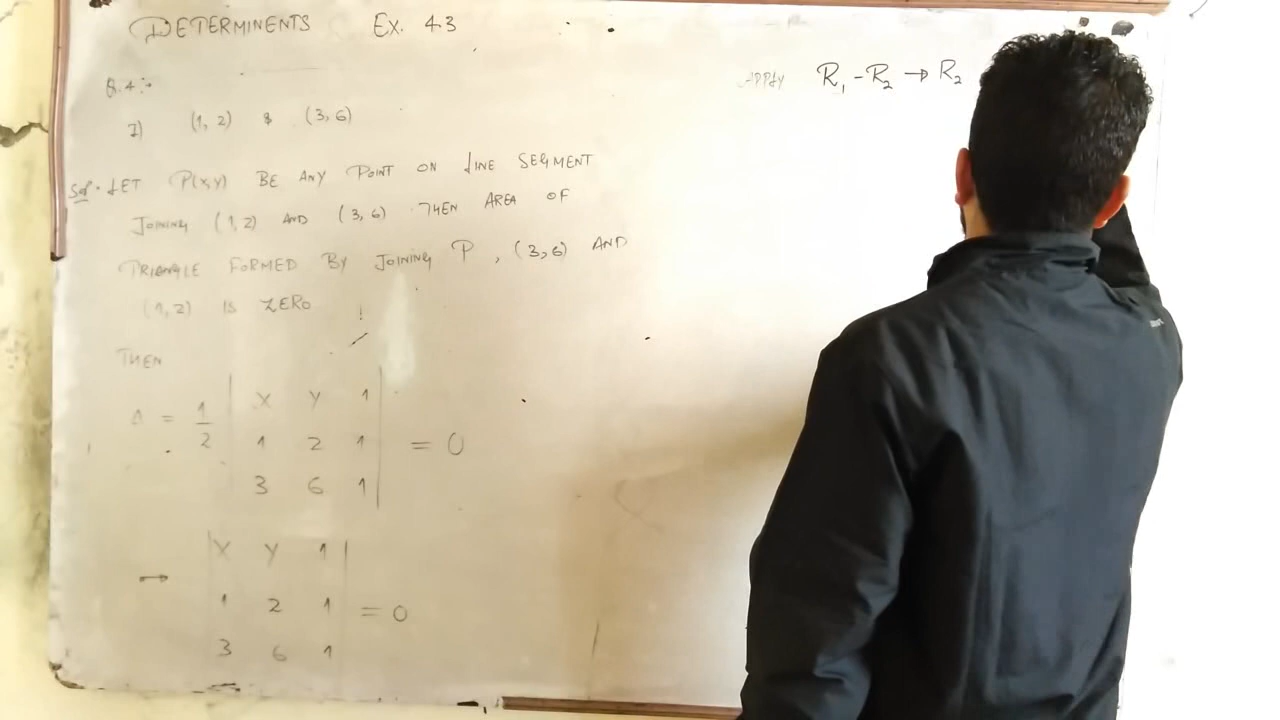 DETERMINENTS Ex. 4.3
Q.4:-
I) (1, 2) & (3, 6)
Sol. LET P(X,Y) BE ANY POINT ON LINE SEGMENT
JOINING (1, 2) AND (3, 6) THEN AREA OF
TRIANGLE FORMED BY JOINING P, (3,6) AND
(1, 2) IS ZERO
THEN
Δ = 1/2 | X Y 1 |
| 1 2 1 | = 0
| 3 6 1 |
→ | X Y 1 |
| 1 2 1 | = 0
| 3 6 1 |
APPLY R₁ - R₂ → R₂